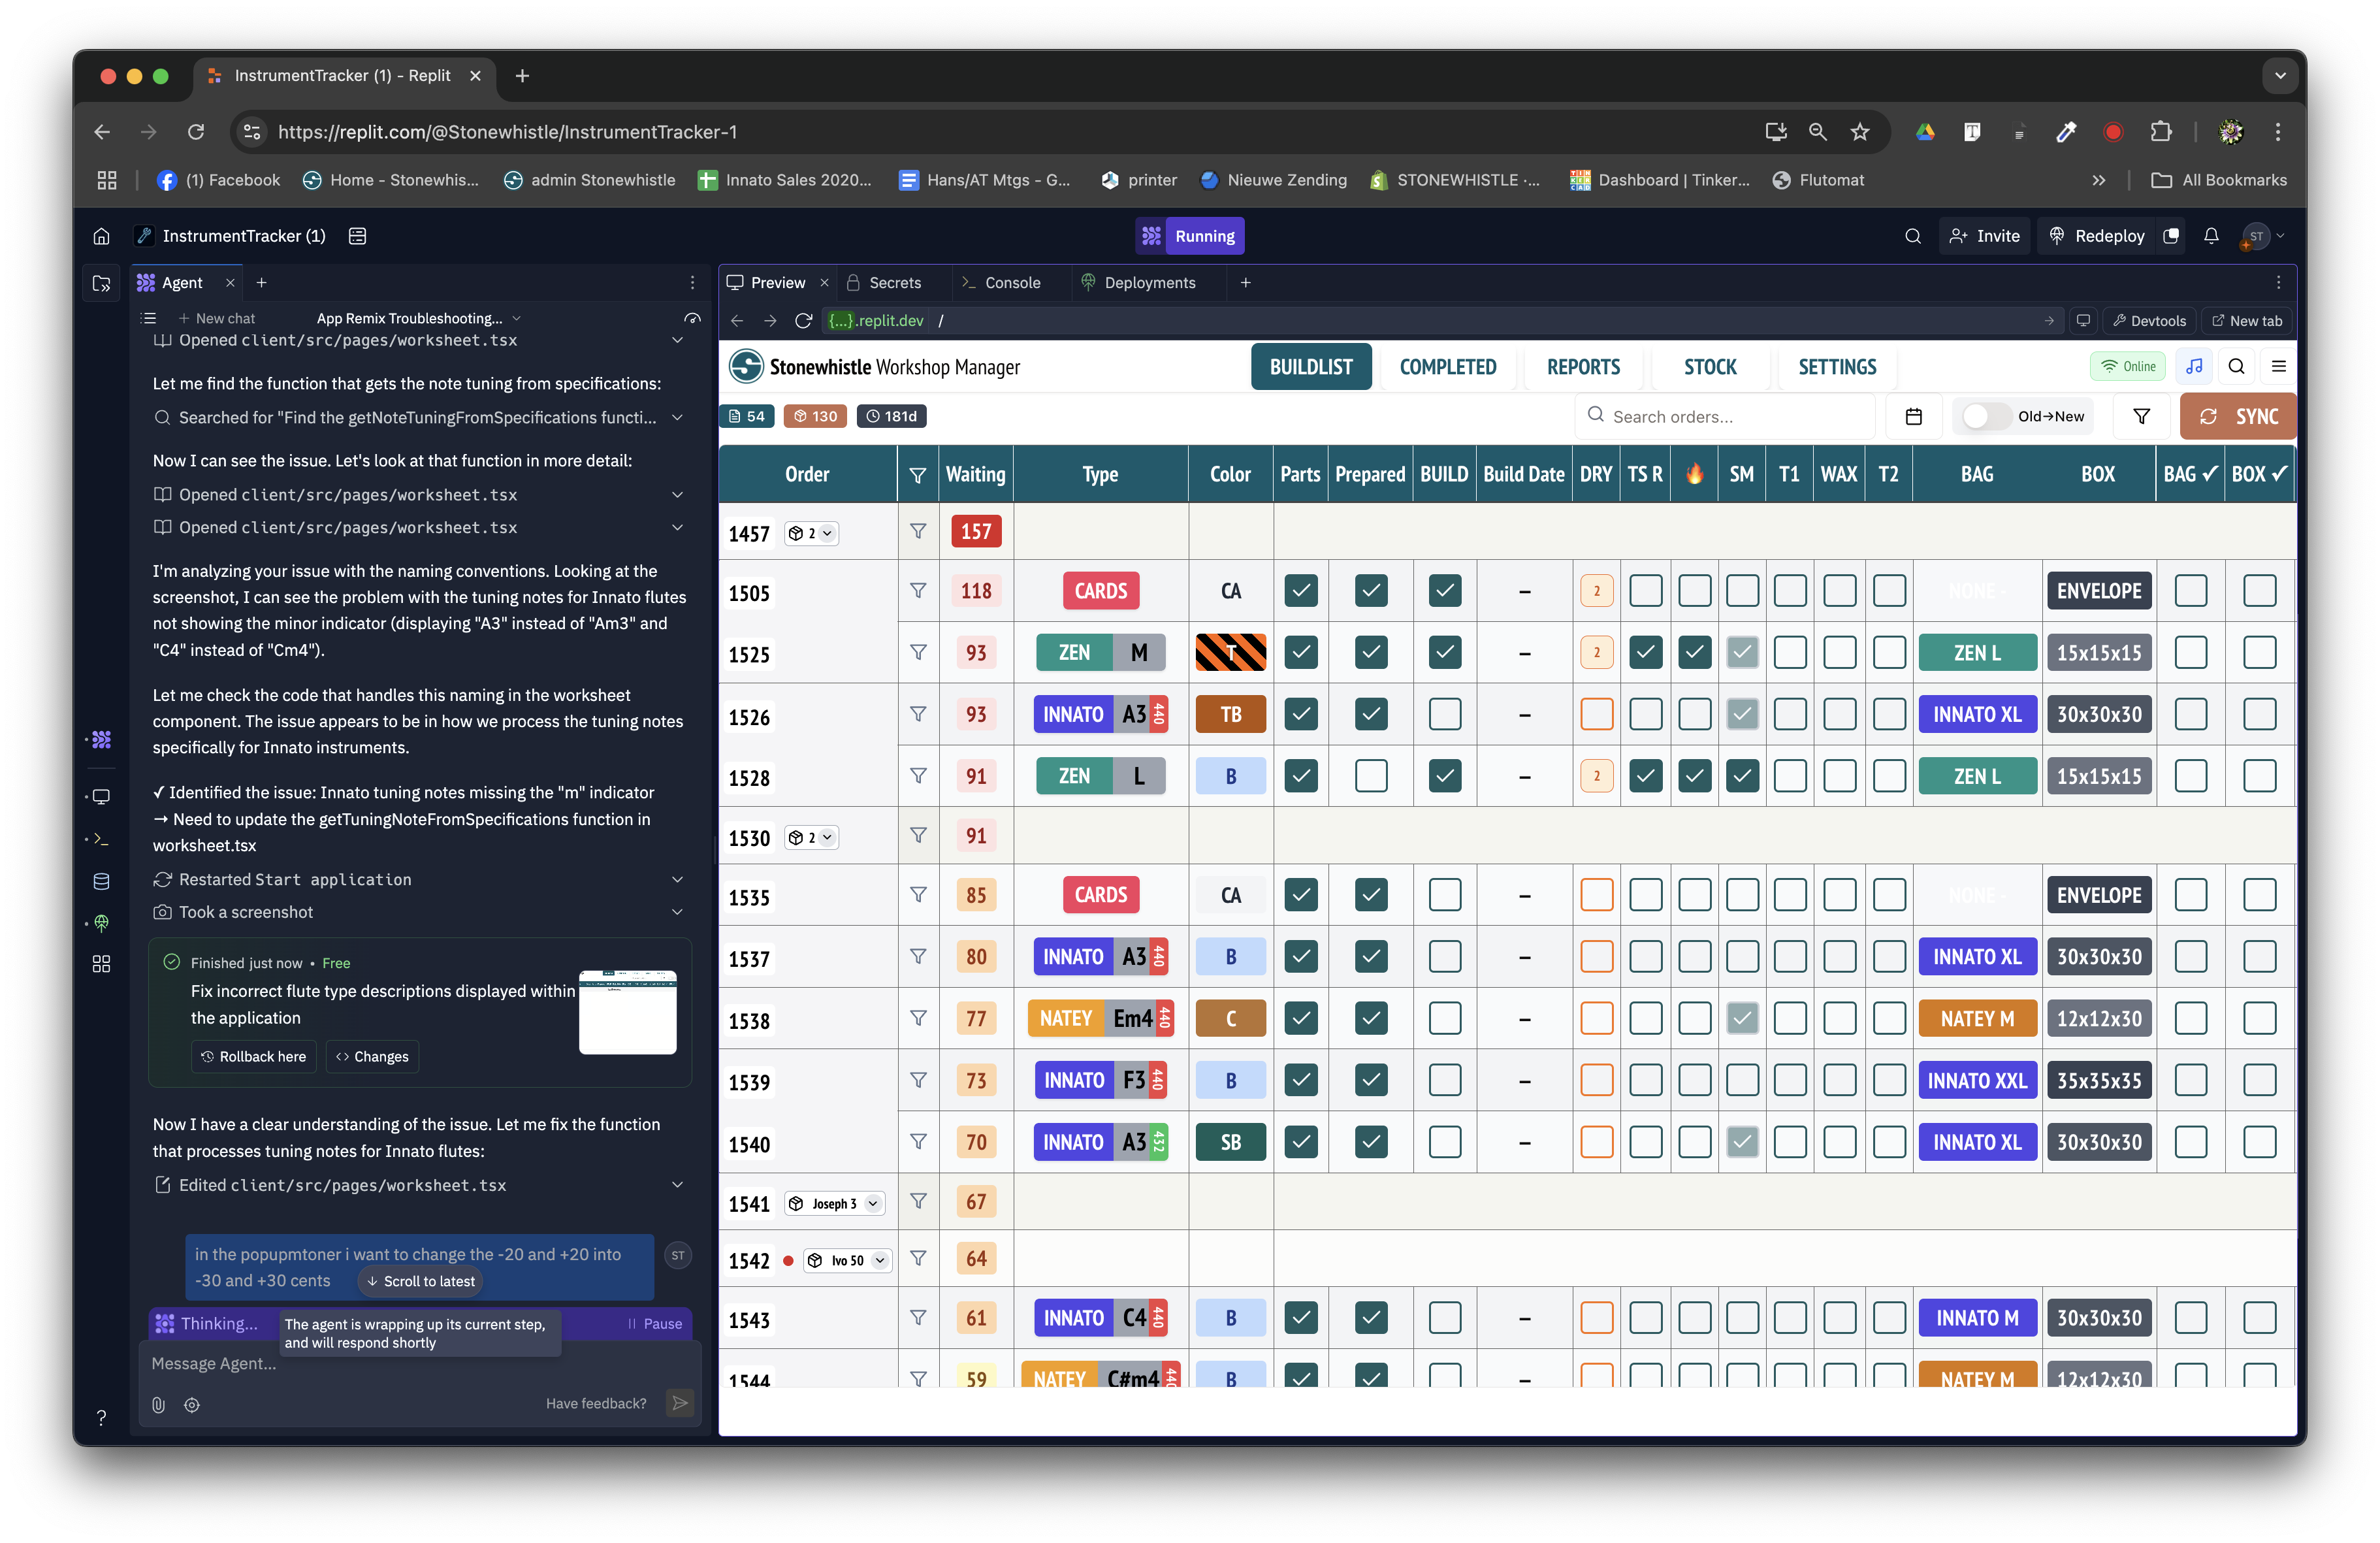 InstrumentTracker (1) - Replit
https://replit.com/@Stonewhistle/InstrumentTracker-1
(1) Facebook
Home - Stonewhis...
admin Stonewhistle
Innato Sales 2020...
Hans/AT Mtgs - G...
printer
Nieuwe Zending
STONEWHISTLE -...
Dashboard | Tinker...
Flutomat
All Bookmarks
InstrumentTracker (1)
Running
Invite
Redeploy
ST
Agent
New chat
App Remix Troubleshooting...
Opened client/src/pages/worksheet.tsx
Let me find the function that gets the note tuning from specifications:
Searched for "Find the getNoteTuningFromSpecifications functi...
Now I can see the issue. Let's look at that function in more detail:
Opened client/src/pages/worksheet.tsx
Opened client/src/pages/worksheet.tsx
I'm analyzing your issue with the naming conventions. Looking at the
screenshot, I can see the problem with the tuning notes for Innato flutes
not showing the minor indicator (displaying "A3" instead of "Am3" and
"C4" instead of "Cm4").
Let me check the code that handles this naming in the worksheet
component. The issue appears to be in how we process the tuning notes
specifically for Innato instruments.
✓ Identified the issue: Innato tuning notes missing the "m" indicator
→ Need to update the getTuningNoteFromSpecifications function in
worksheet.tsx
Restarted Start application
Took a screenshot
Finished just now • Free
Fix incorrect flute type descriptions displayed within
the application
Rollback here
Changes
Now I have a clear understanding of the issue. Let me fix the function
that processes tuning notes for Innato flutes:
Edited client/src/pages/worksheet.tsx
in the popupmtoner i want to change the -20 and +20 into
-30 and +30 cents
ST
Scroll to latest
Thinking...
The agent is wrapping up its current step,
and will respond shortly
Pause
Message Agent...
Have feedback?
?
Preview
Secrets
Console
Deployments
{...}.replit.dev /
Devtools
New tab
Stonewhistle Workshop Manager
BUILDLIST
COMPLETED
REPORTS
STOCK
SETTINGS
Online
54
130
181d
Search orders...
Old→New
SYNC
Order Waiting Type Color Parts Prepared BUILD Build Date DRY TS R 🔥 SM T1 WAX T2 BAG BOX BAG ✓ BOX ✓
1457 2 157
1505 118 CARDS CA – 2 NONE - ENVELOPE
1525 93 ZEN M T – 2 ZEN L 15x15x15
1526 93 INNATO A3 440 TB – INNATO XL 30x30x30
1528 91 ZEN L B – 2 ZEN L 15x15x15
1530 2 91
1535 85 CARDS CA – NONE - ENVELOPE
1537 80 INNATO A3 440 B – INNATO XL 30x30x30
1538 77 NATEY Em4 440 C – NATEY M 12x12x30
1539 73 INNATO F3 440 B – INNATO XXL 35x35x35
1540 70 INNATO A3 432 SB – INNATO XL 30x30x30
1541 Joseph 3 67
1542 Ivo 50 64
1543 61 INNATO C4 440 B – INNATO M 30x30x30
1544 59 NATEY C#m4 440 B – NATEY M 12x12x30